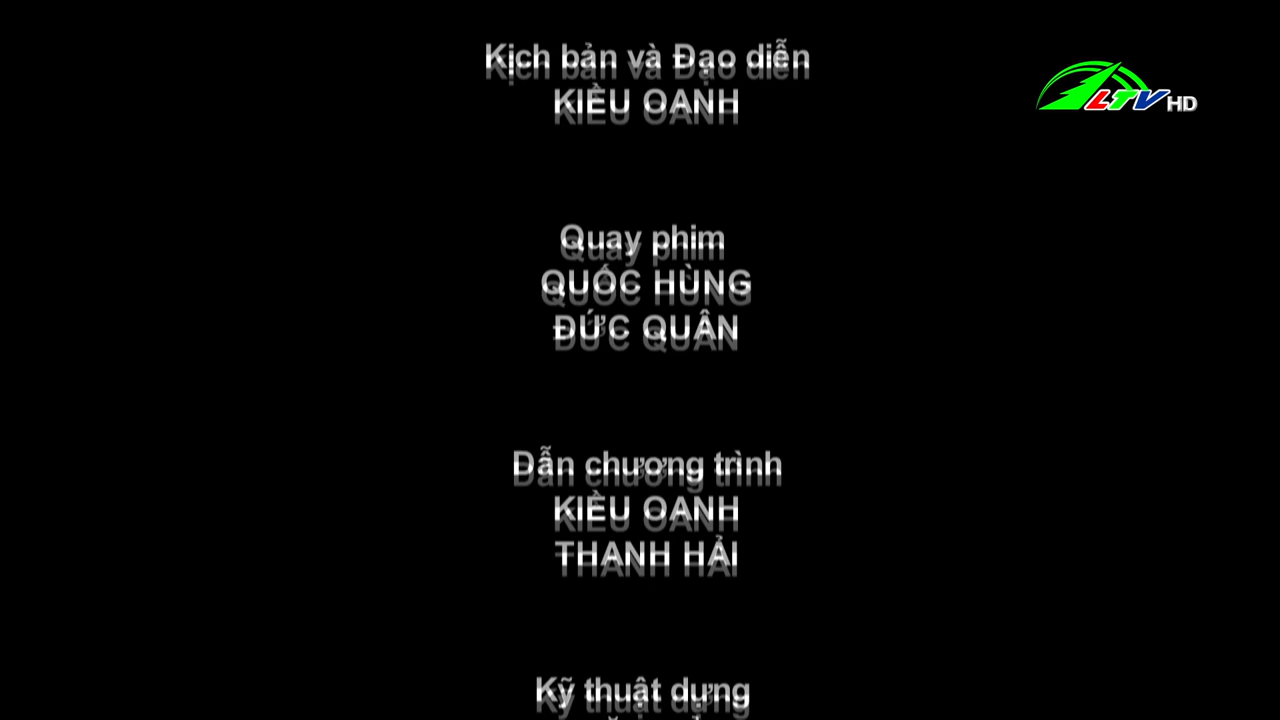 Kịch bản và Đạo diễn
KIỀU OANH
LTV HD
Quay phim
QUỐC HÙNG
ĐỨC QUÂN
Dẫn chương trình
KIỀU OANH
THANH HẢI
Kỹ thuật dựng